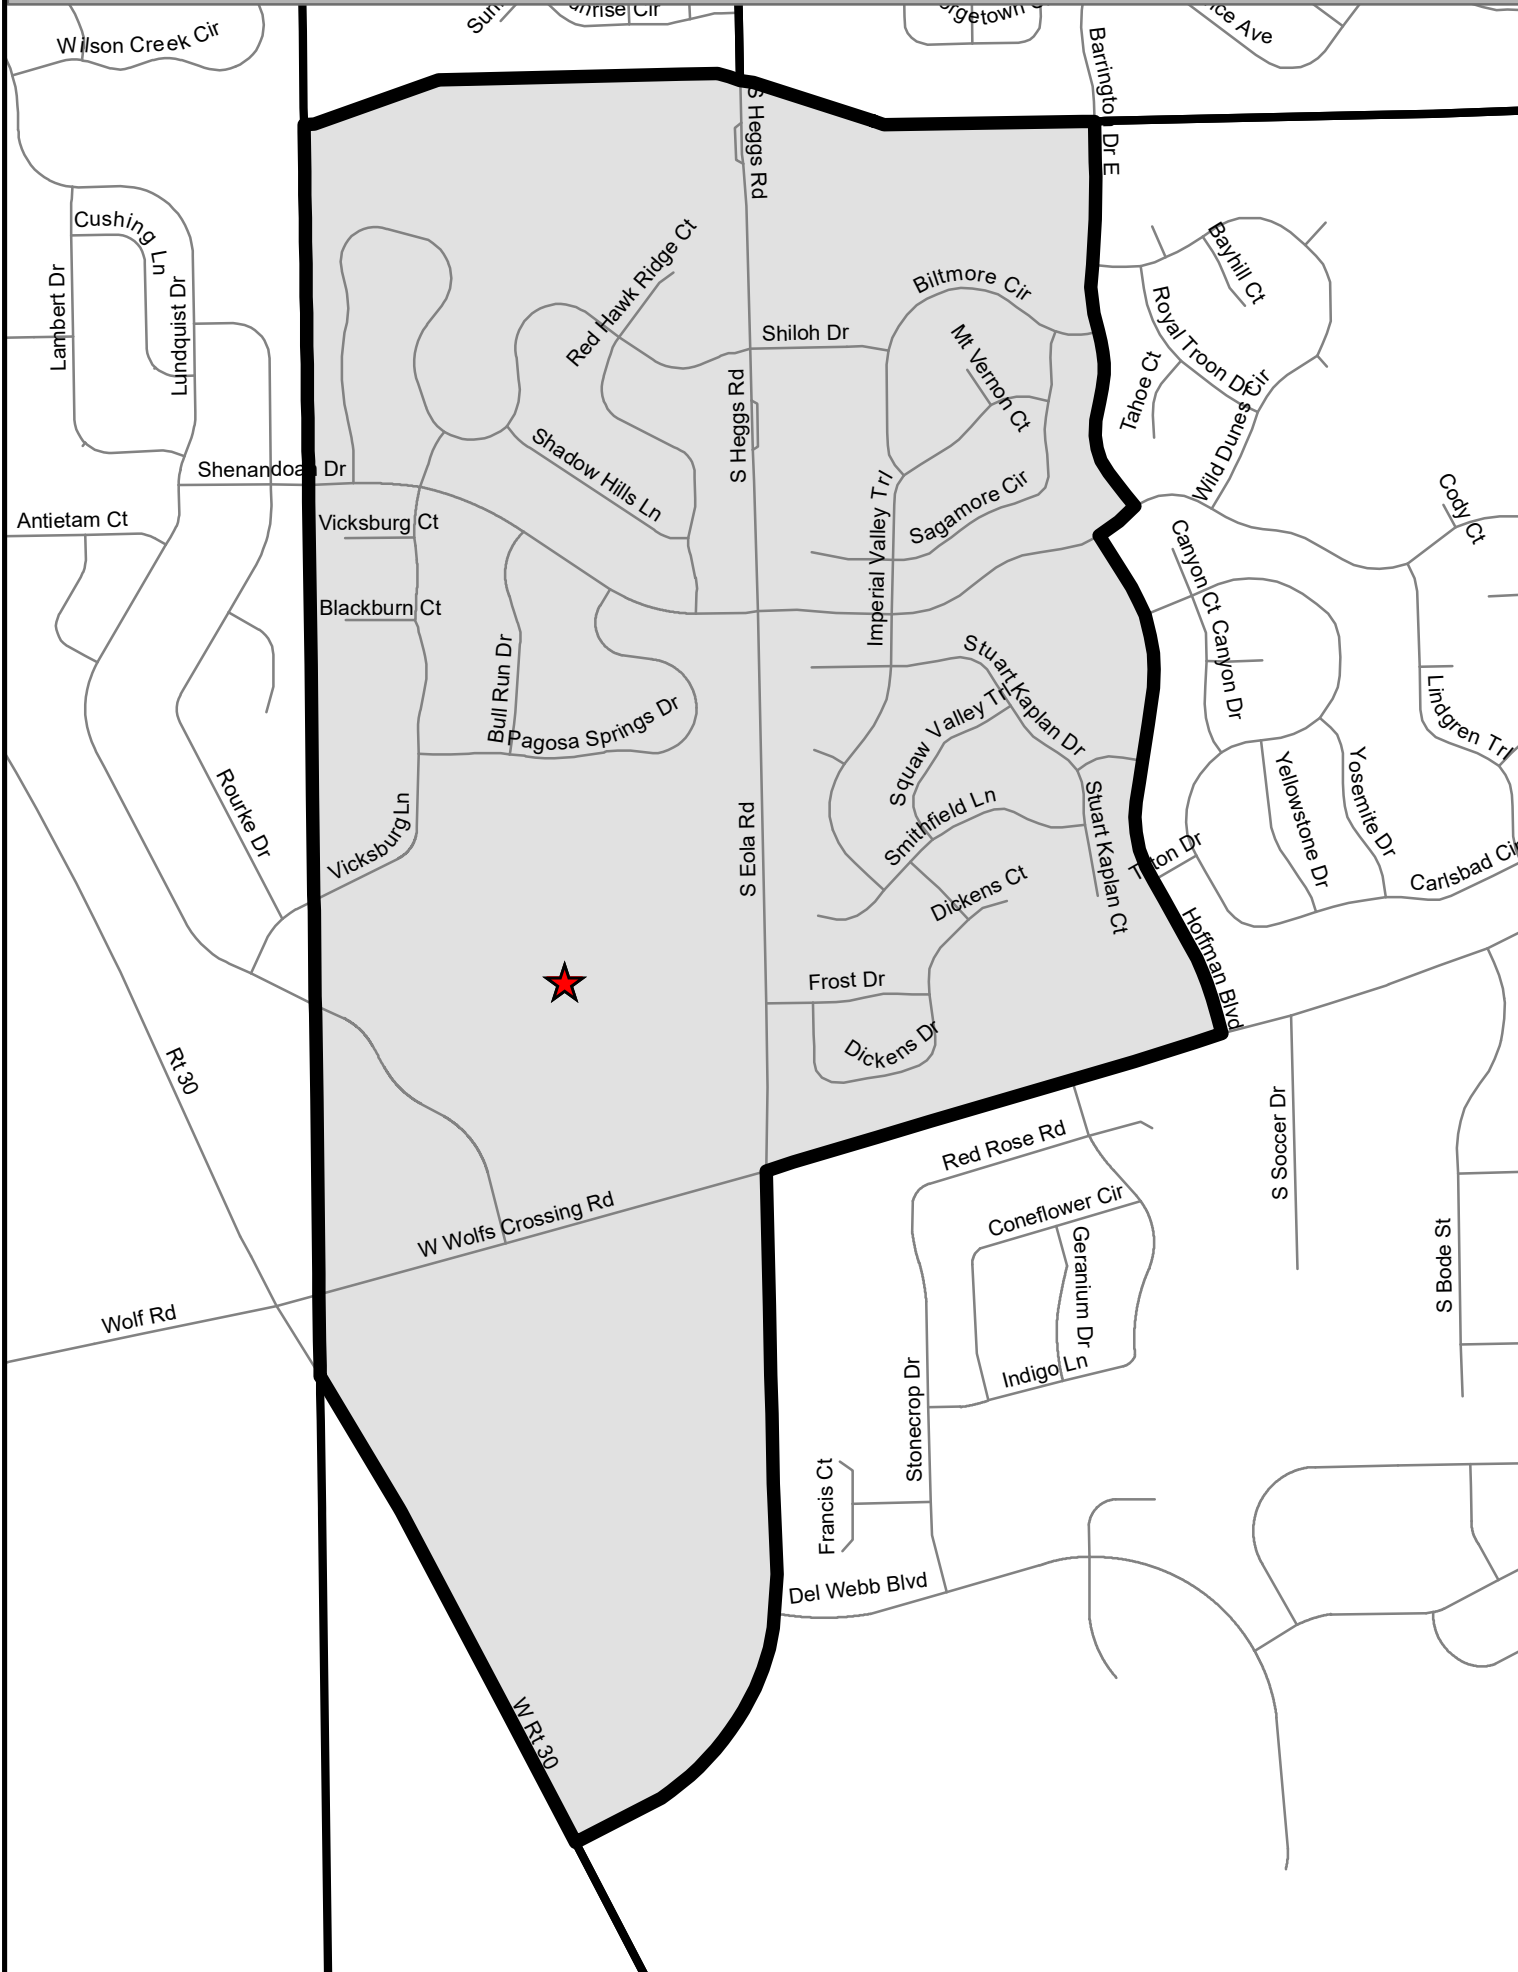 Wilson Creek Cir
Barrington Dr E
S Heggs Rd
Cushing Ln
Lambert Dr
Lundquist Dr
Red Hawk Ridge Ct
Biltmore Cir
Bayhill Ct
Shiloh Dr
Mt Vernon Ct
Royal Troon Dr
Tahoe Ct
Wild Dunes Cir
S Heggs Rd
Shenandoah Dr
Shadow Hills Ln
Antietam Ct
Vicksburg Ct
Imperial Valley Trl
Sagamore Cir
Cody Ct
Canyon Ct
Blackburn Ct
Bull Run Dr
Pagosa Springs Dr
Stuart Kaplan Dr
Squaw Valley Trl
Canyon Dr
Lindgren Trl
Rourke Dr
Vicksburg Ln
S Eola Rd
Smithfield Ln
Stuart Kaplan Ct
Yellowstone Dr
Yosemite Dr
Carlsbad Cir
Dickens Ct
Hoffman Blvd
Frost Dr
Dickens Dr
Rt 30
Red Rose Rd
S Soccer Dr
W Wolfs Crossing Rd
Coneflower Cir
Geranium Dr
S Bode St
Wolf Rd
Indigo Ln
Stonecrop Dr
Francis Ct
Del Webb Blvd
W Rt 30